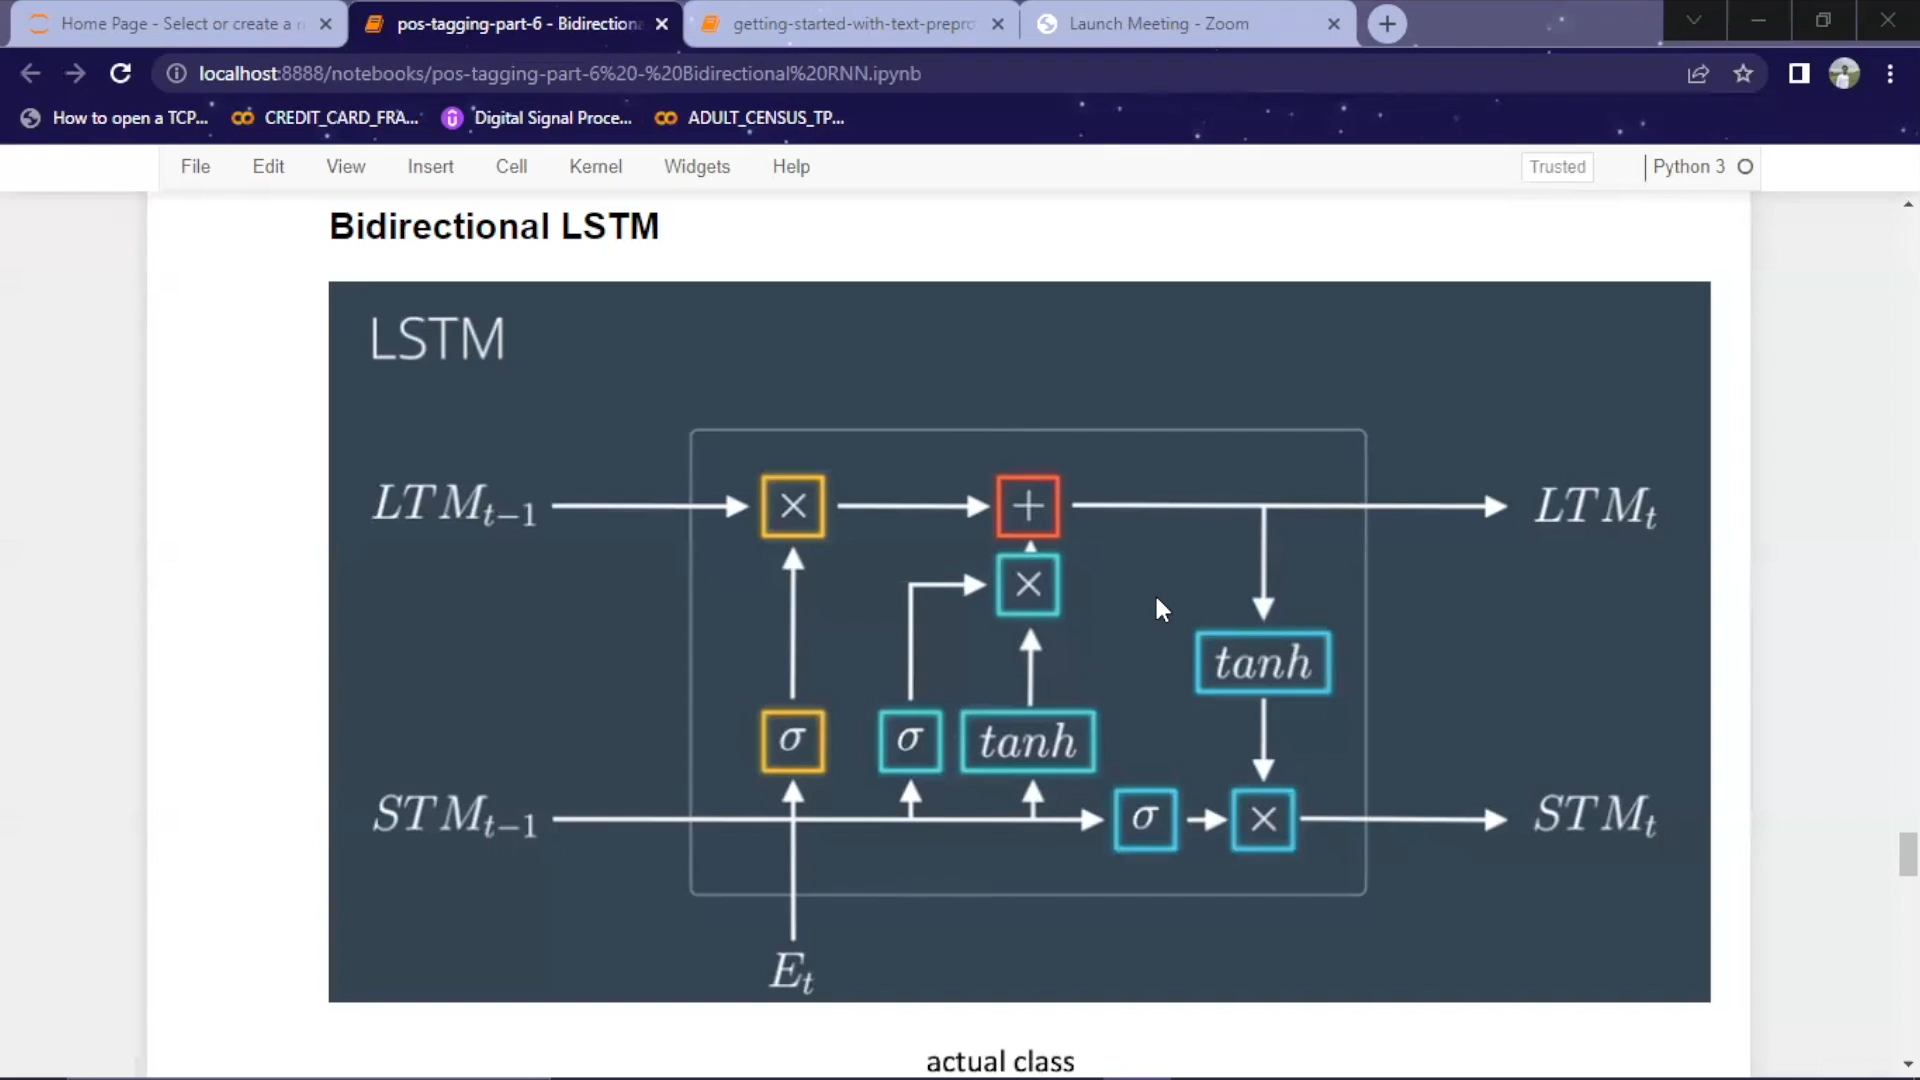 Home Page - Select or create a n
pos-tagging-part-6 - Bidirectiona
getting-started-with-text-prepro
Launch Meeting - Zoom
localhost:8888/notebooks/pos-tagging-part-6%20-%20Bidirectional%20RNN.ipynb
How to open a TCP... CREDIT_CARD_FRA... Digital Signal Proce... ADULT_CENSUS_TP...
File Edit View Insert Cell Kernel Widgets Help Trusted Python 3
Bidirectional LSTM
LSTM
LTM_{t-1} × + LTM_t
×
tanh
σ σ tanh
STM_{t-1} σ × STM_t
E_t
actual class